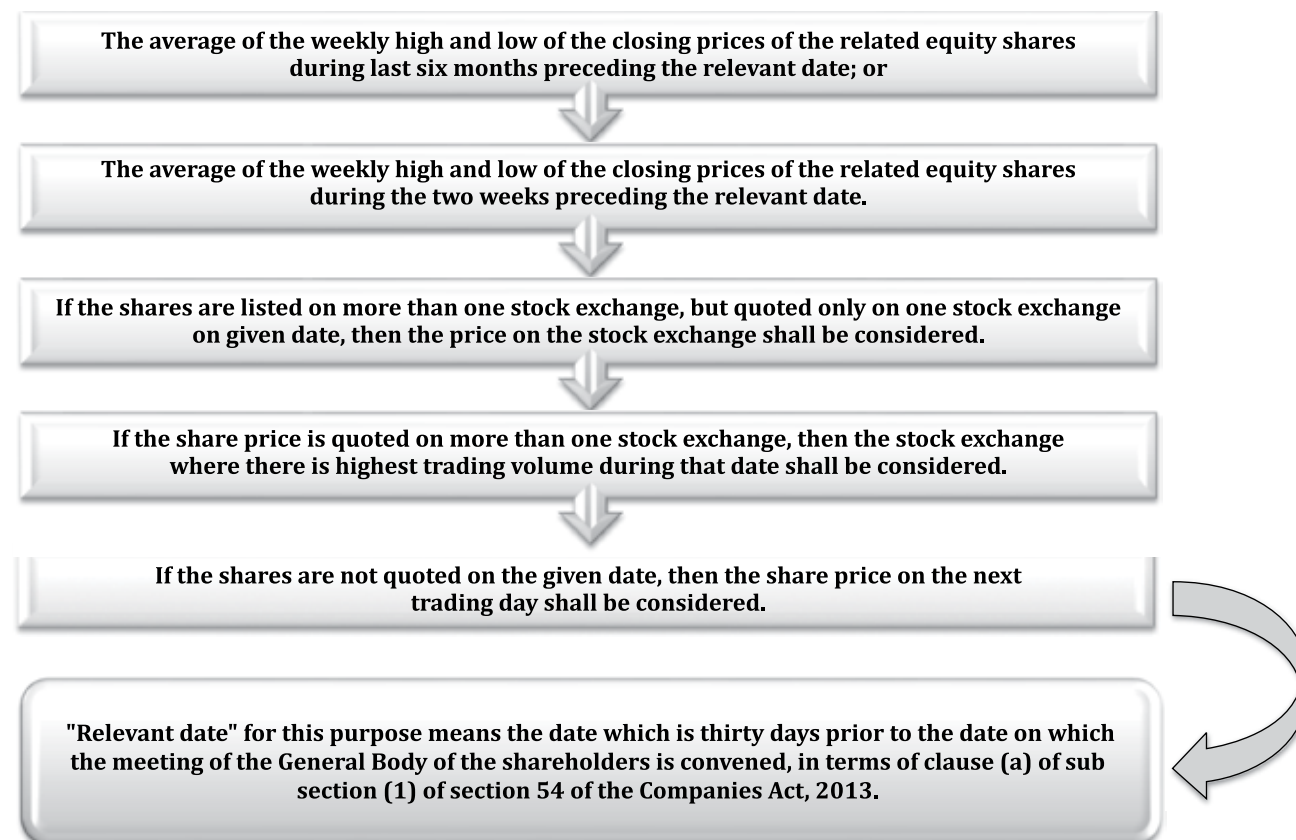 The average of the weekly high and low of the closing prices of the related equity shares
during last six months preceding the relevant date; or
The average of the weekly high and low of the closing prices of the related equity shares
during the two weeks preceding the relevant date.
If the shares are listed on more than one stock exchange, but quoted only on one stock exchange
on given date, then the price on the stock exchange shall be considered.
If the share price is quoted on more than one stock exchange, then the stock exchange
where there is highest trading volume during that date shall be considered.
If the shares are not quoted on the given date, then the share price on the next
trading day shall be considered.
"Relevant date" for this purpose means the date which is thirty days prior to the date on which
the meeting of the General Body of the shareholders is convened, in terms of clause (a) of sub
section (1) of section 54 of the Companies Act, 2013.